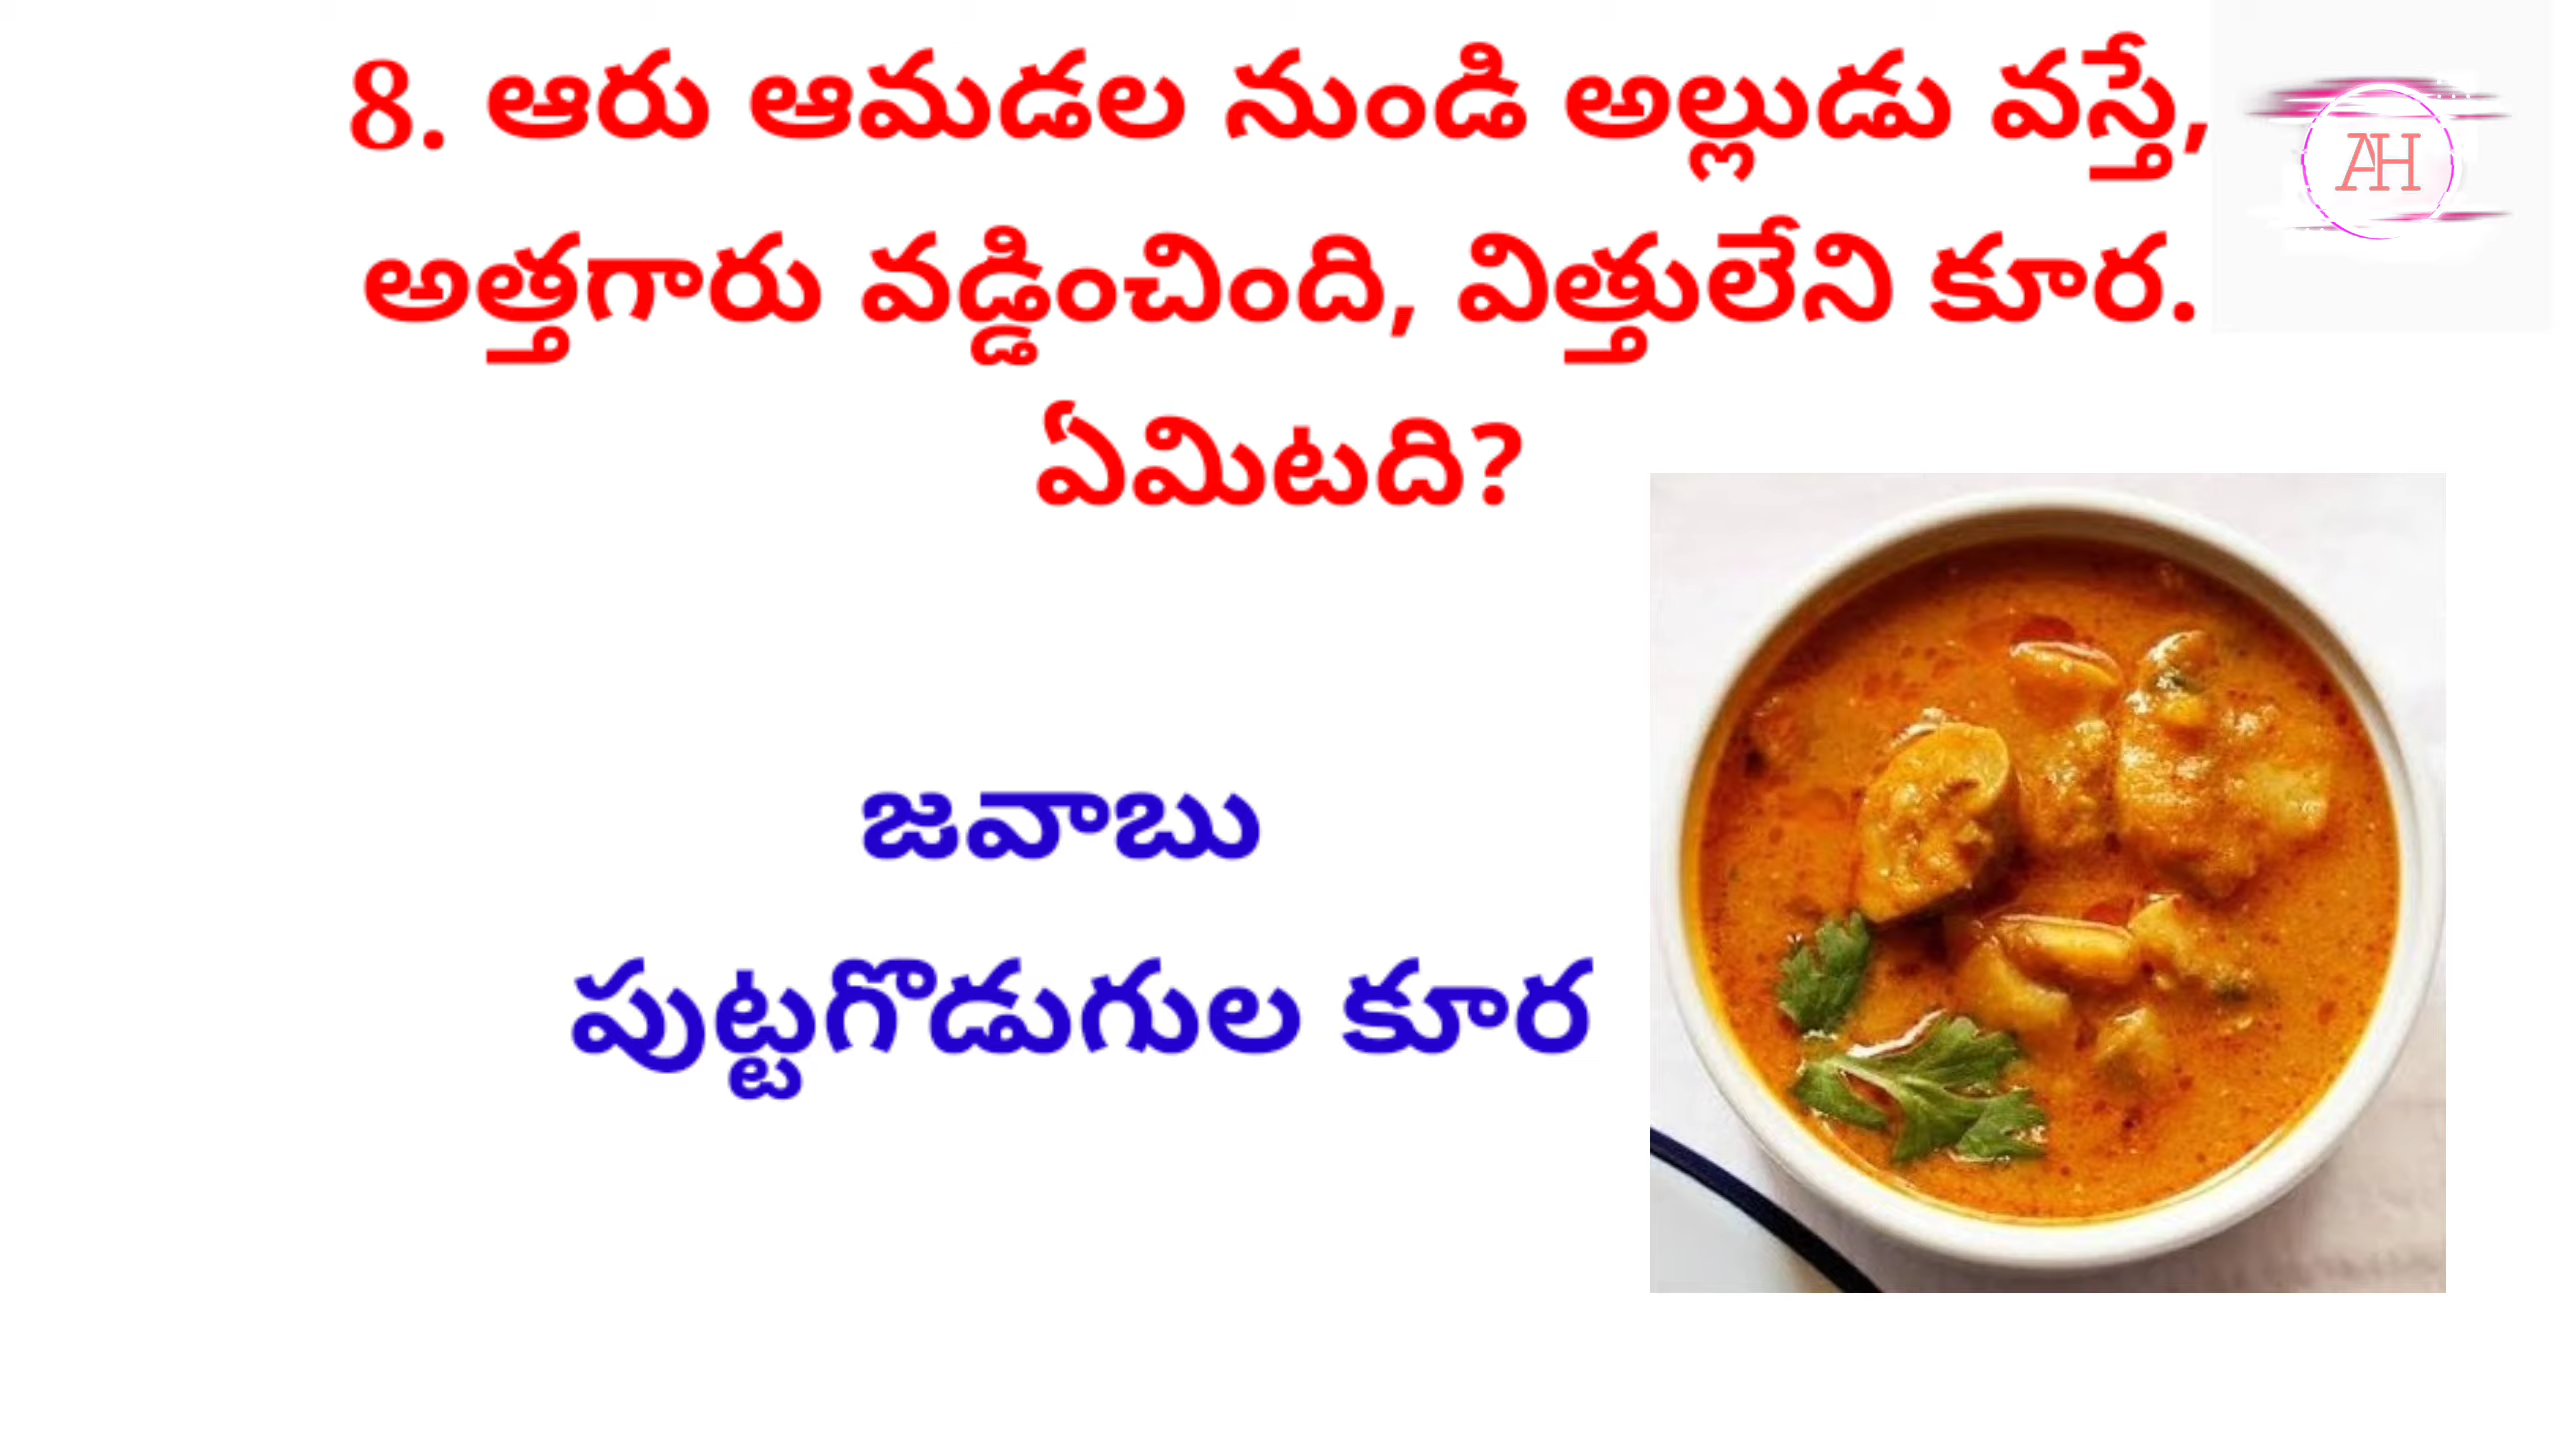 8. ఆరు ఆమడల నుండి అల్లుడు వస్తే,
AH
అత్తగారు వడ్డించింది, విత్తులేని కూర.
ఏమిటది?
జవాబు
పుట్టగొడుగుల కూర